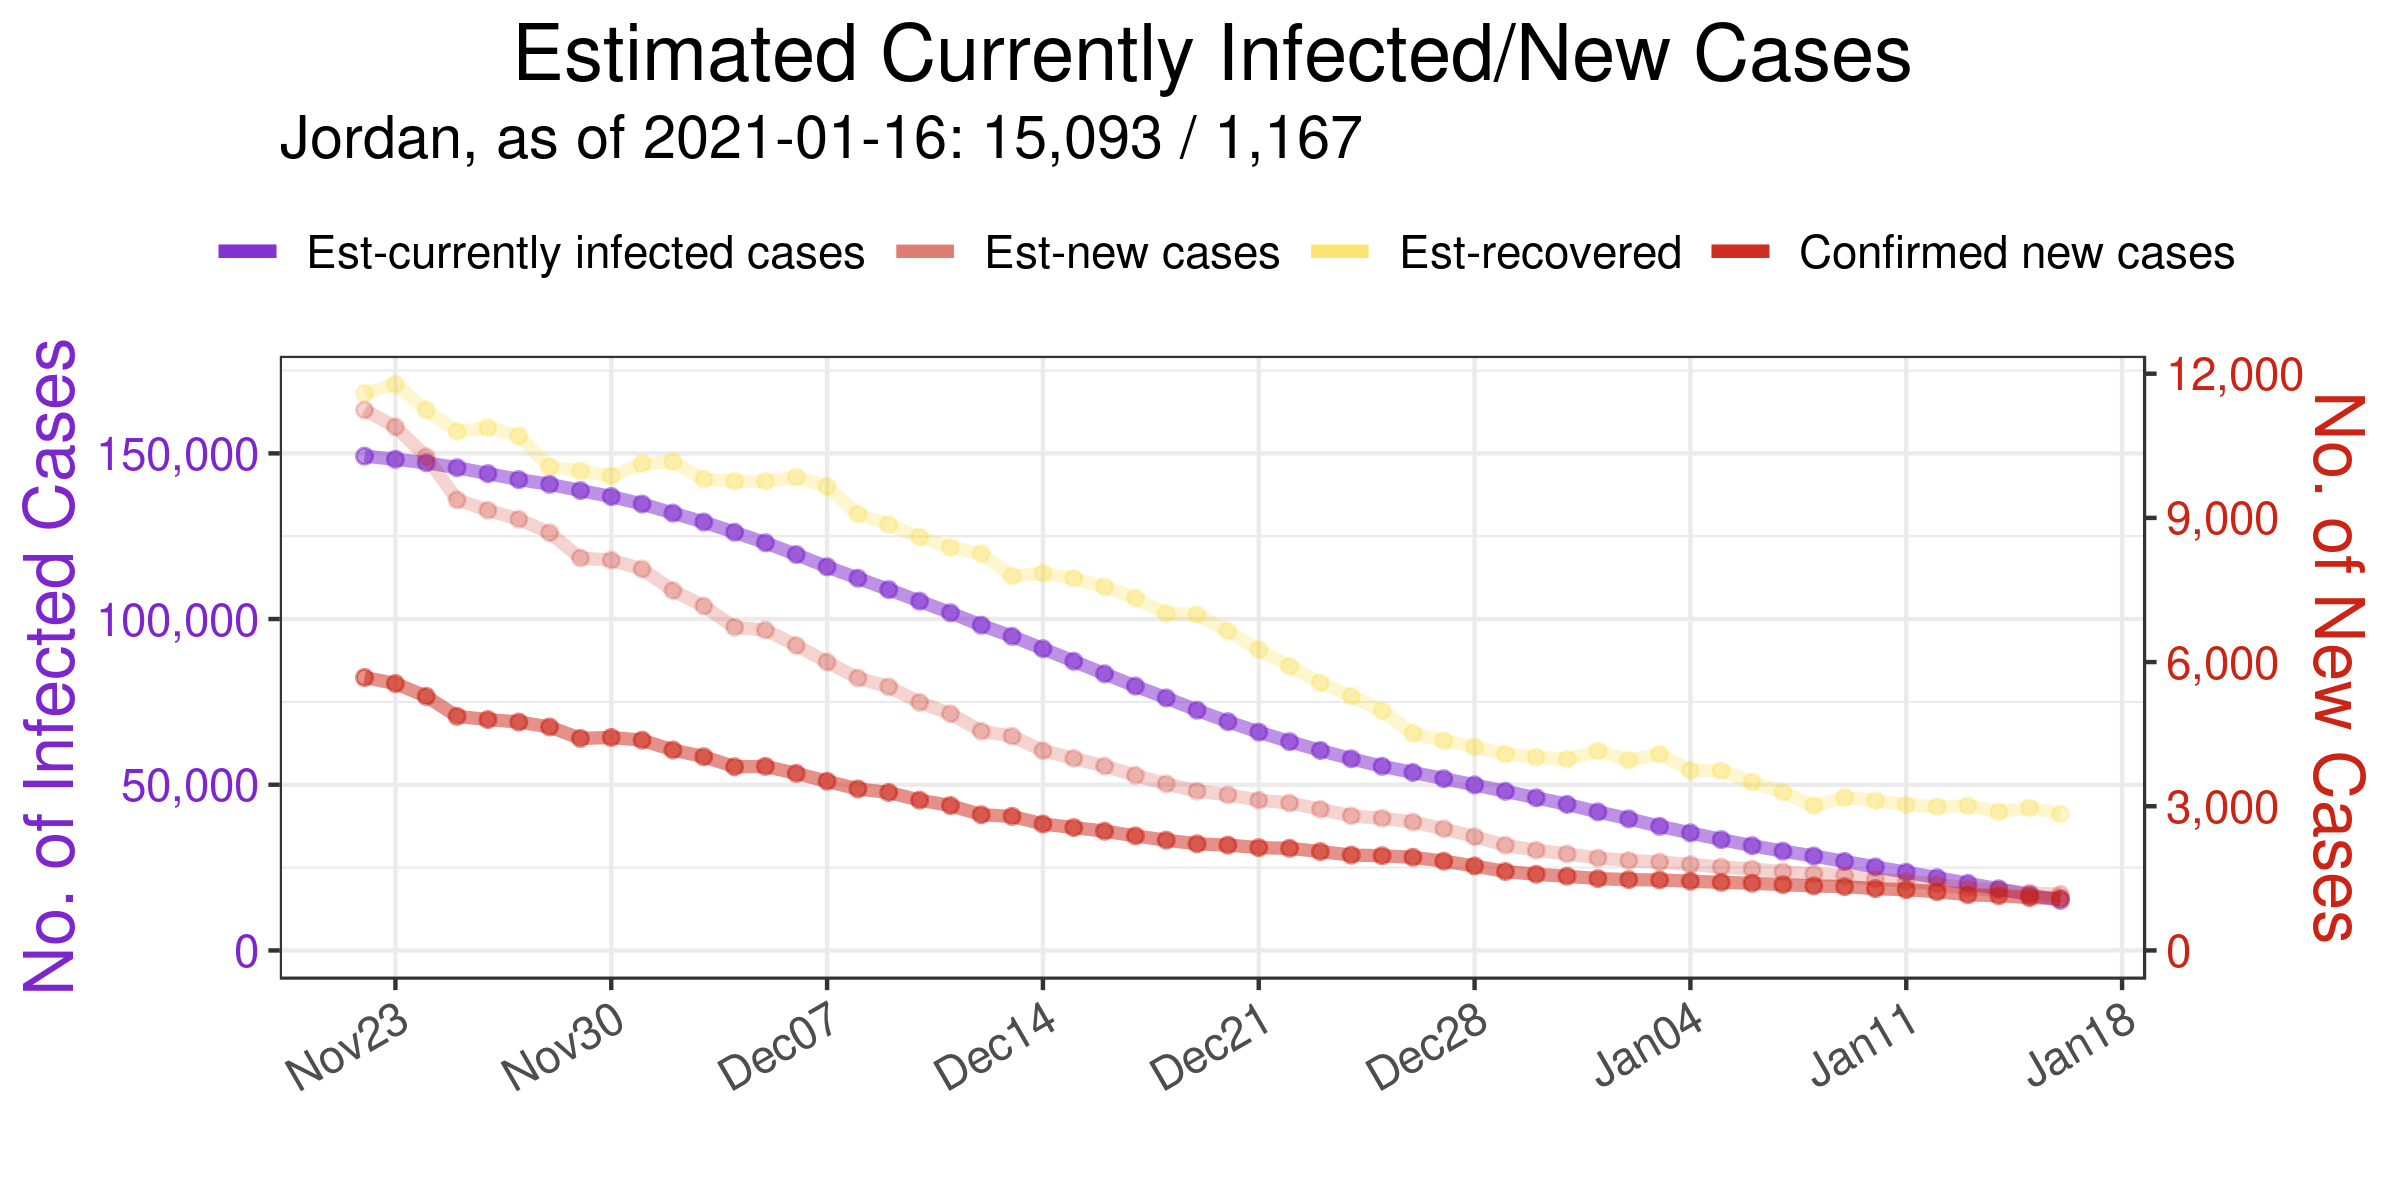 Estimated Currently Infected/New Cases
Jordan, as of 2021-01-16: 15,093 / 1,167
Est-currently infected cases Est-new cases Est-recovered Confirmed new cases
No. of Infected Cases
150,000
100,000
50,000
0
12,000
9,000
6,000
3,000
0
No. of New Cases
Nov23 Nov30 Dec07 Dec14 Dec21 Dec28 Jan04 Jan11 Jan18